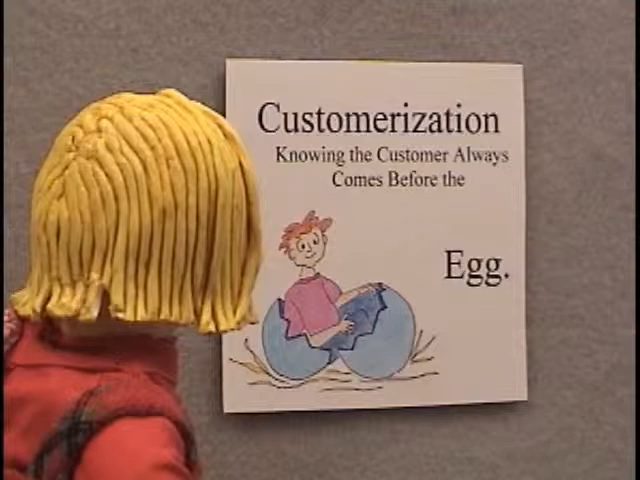 Customerization
Knowing the Customer Always
Comes Before the
Egg.